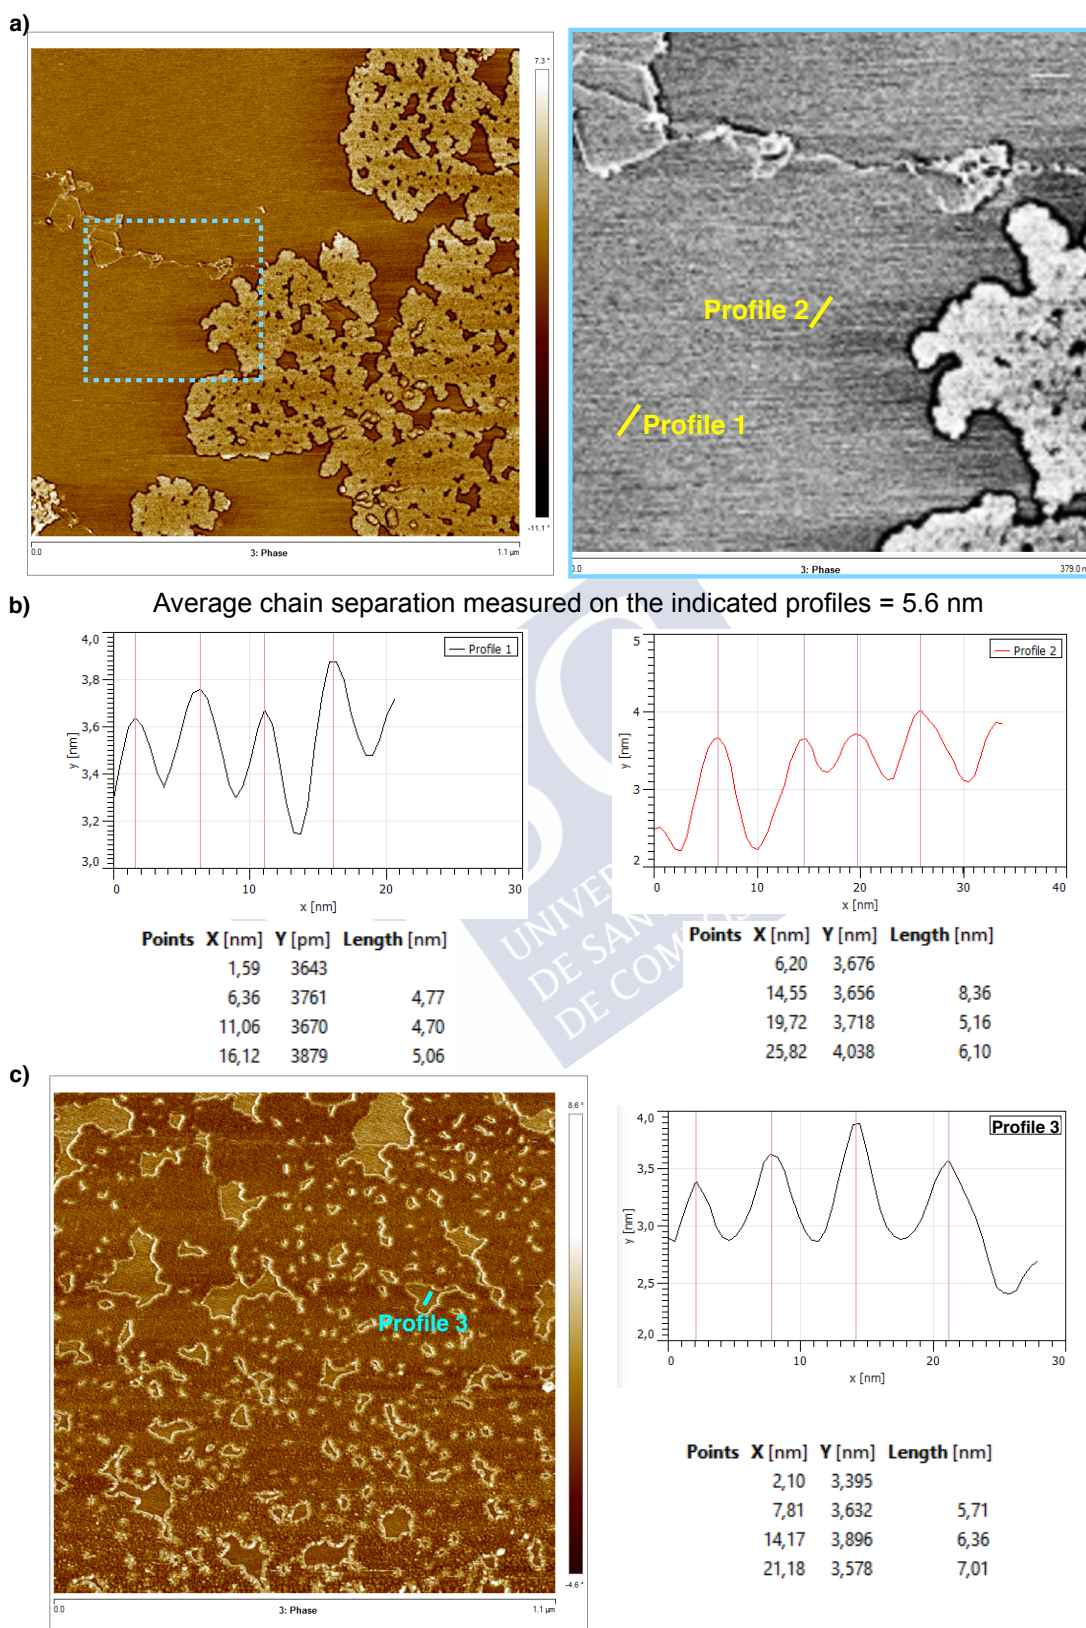 a)
7.3 °
-11.1 °
0.0 3: Phase 1.1 µm
Profile 2
Profile 1
0.0 3: Phase 379.0 n
b) Average chain separation measured on the indicated profiles = 5.6 nm
4,0
3,8
3,6
3,4
3,2
3,0
y [nm]
Profile 1
0 10 20 30
x [nm]
5
4
3
2
y [nm]
Profile 2
0 10 20 30 40
x [nm]
Points X [nm] Y [pm] Length [nm]
1,59 3643
6,36 3761 4,77
11,06 3670 4,70
16,12 3879 5,06
Points X [nm] Y [nm] Length [nm]
6,20 3,676
14,55 3,656 8,36
19,72 3,718 5,16
25,82 4,038 6,10
UNIVER
DE SAN
DE COMPOS
c)
8.6 °
-4.6 °
Profile 3
0.0 3: Phase 1.1 µm
4,0
3,5
3,0
2,5
2,0
y [nm]
Profile 3
0 10 20 30
x [nm]
Points X [nm] Y [nm] Length [nm]
2,10 3,395
7,81 3,632 5,71
14,17 3,896 6,36
21,18 3,578 7,01